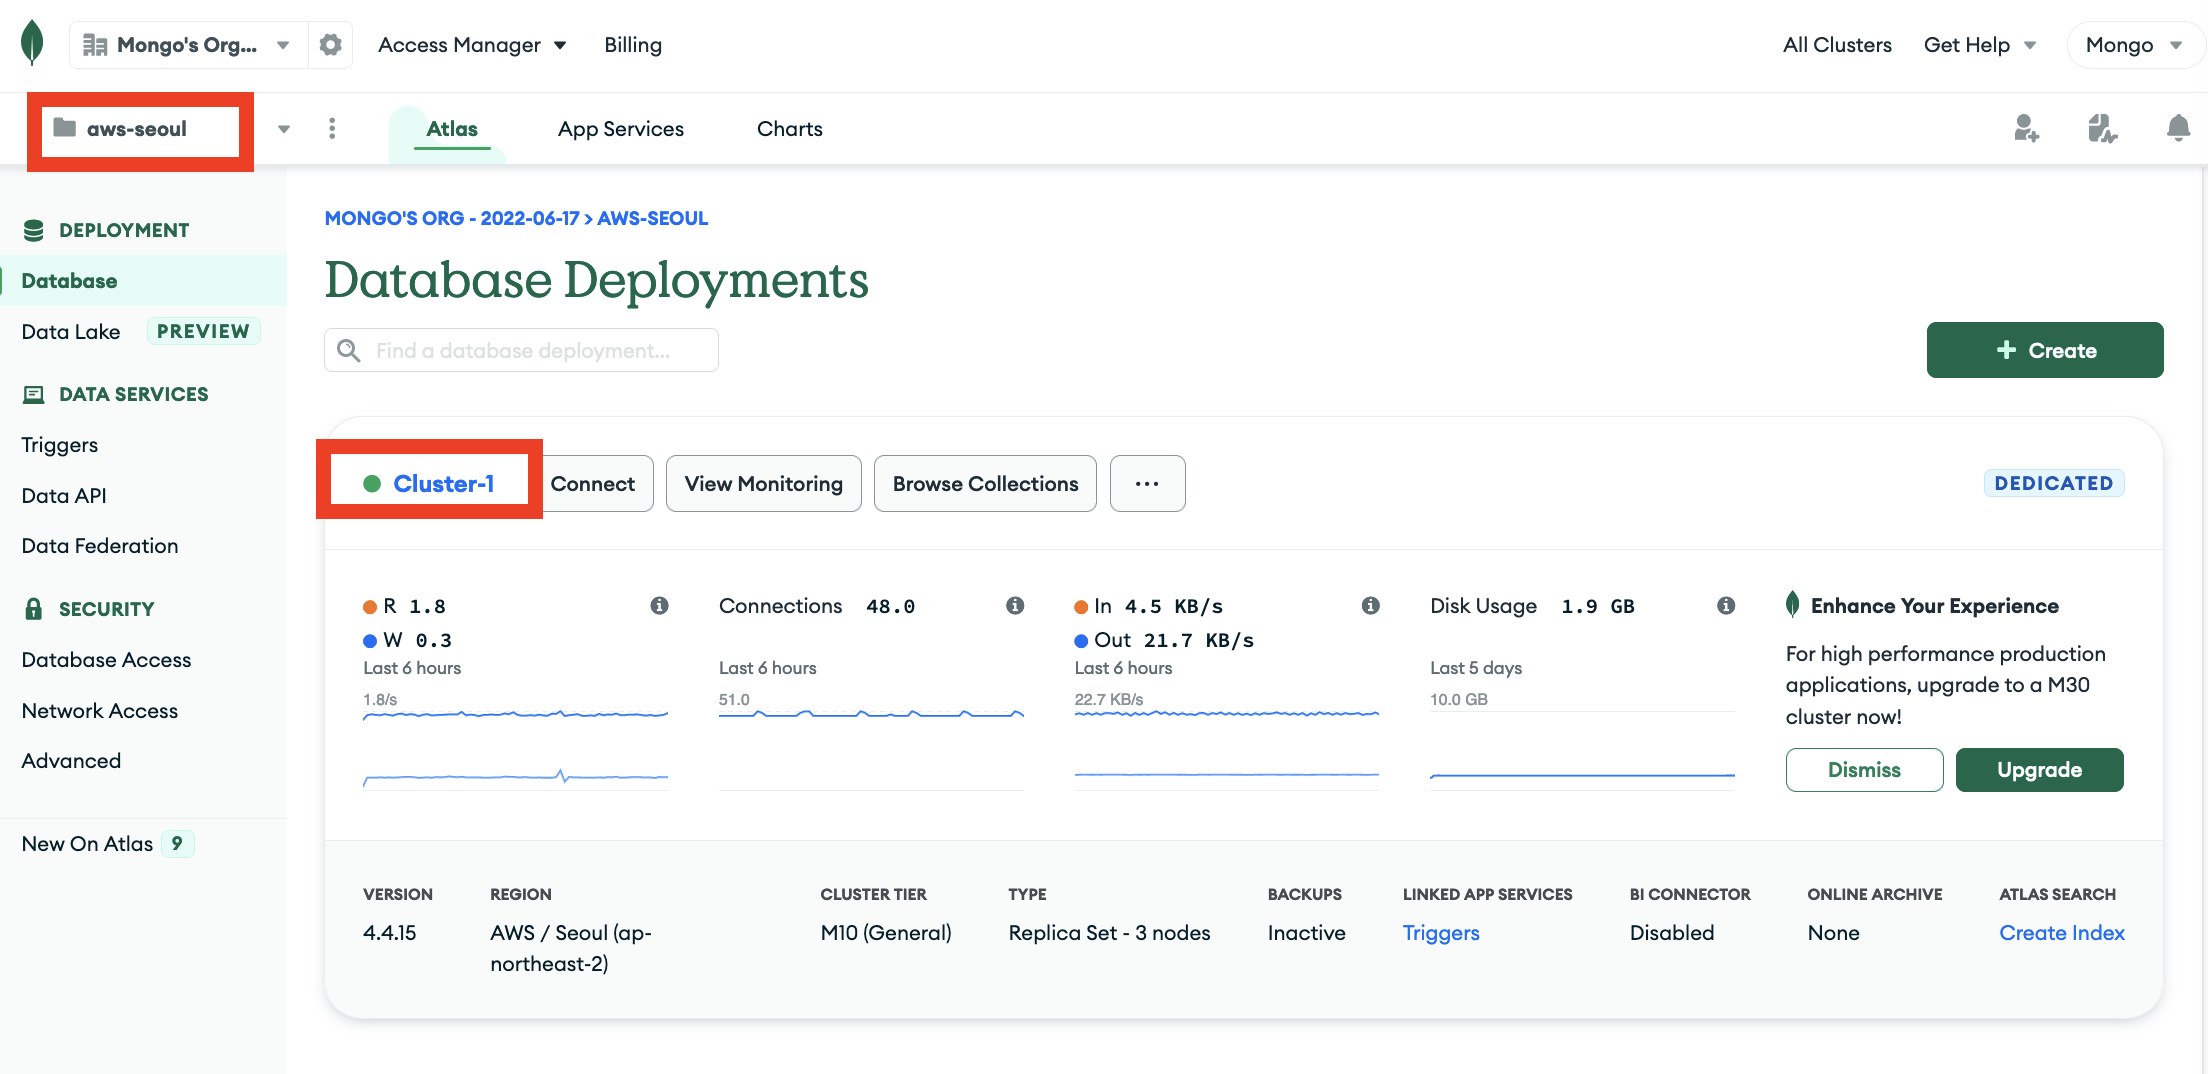 Mongo's Org...
Access Manager
Billing
All Clusters
Get Help
Mongo
aws-seoul
Atlas
App Services
Charts
DEPLOYMENT
Database
Data Lake PREVIEW
DATA SERVICES
Triggers
Data API
Data Federation
SECURITY
Database Access
Network Access
Advanced
New On Atlas 9
MONGO'S ORG - 2022-06-17 > AWS-SEOUL
Database Deployments
Find a database deployment...
+ Create
Cluster-1
Connect
View Monitoring
Browse Collections
...
DEDICATED
R 1.8
W 0.3
Last 6 hours
1.8/s
Connections 48.0
Last 6 hours
51.0
In 4.5 KB/s
Out 21.7 KB/s
Last 6 hours
22.7 KB/s
Disk Usage 1.9 GB
Last 5 days
10.0 GB
Enhance Your Experience
For high performance production
applications, upgrade to a M30
cluster now!
Dismiss
Upgrade
VERSION
4.4.15
REGION
AWS / Seoul (ap-
northeast-2)
CLUSTER TIER
M10 (General)
TYPE
Replica Set - 3 nodes
BACKUPS
Inactive
LINKED APP SERVICES
Triggers
BI CONNECTOR
Disabled
ONLINE ARCHIVE
None
ATLAS SEARCH
Create Index